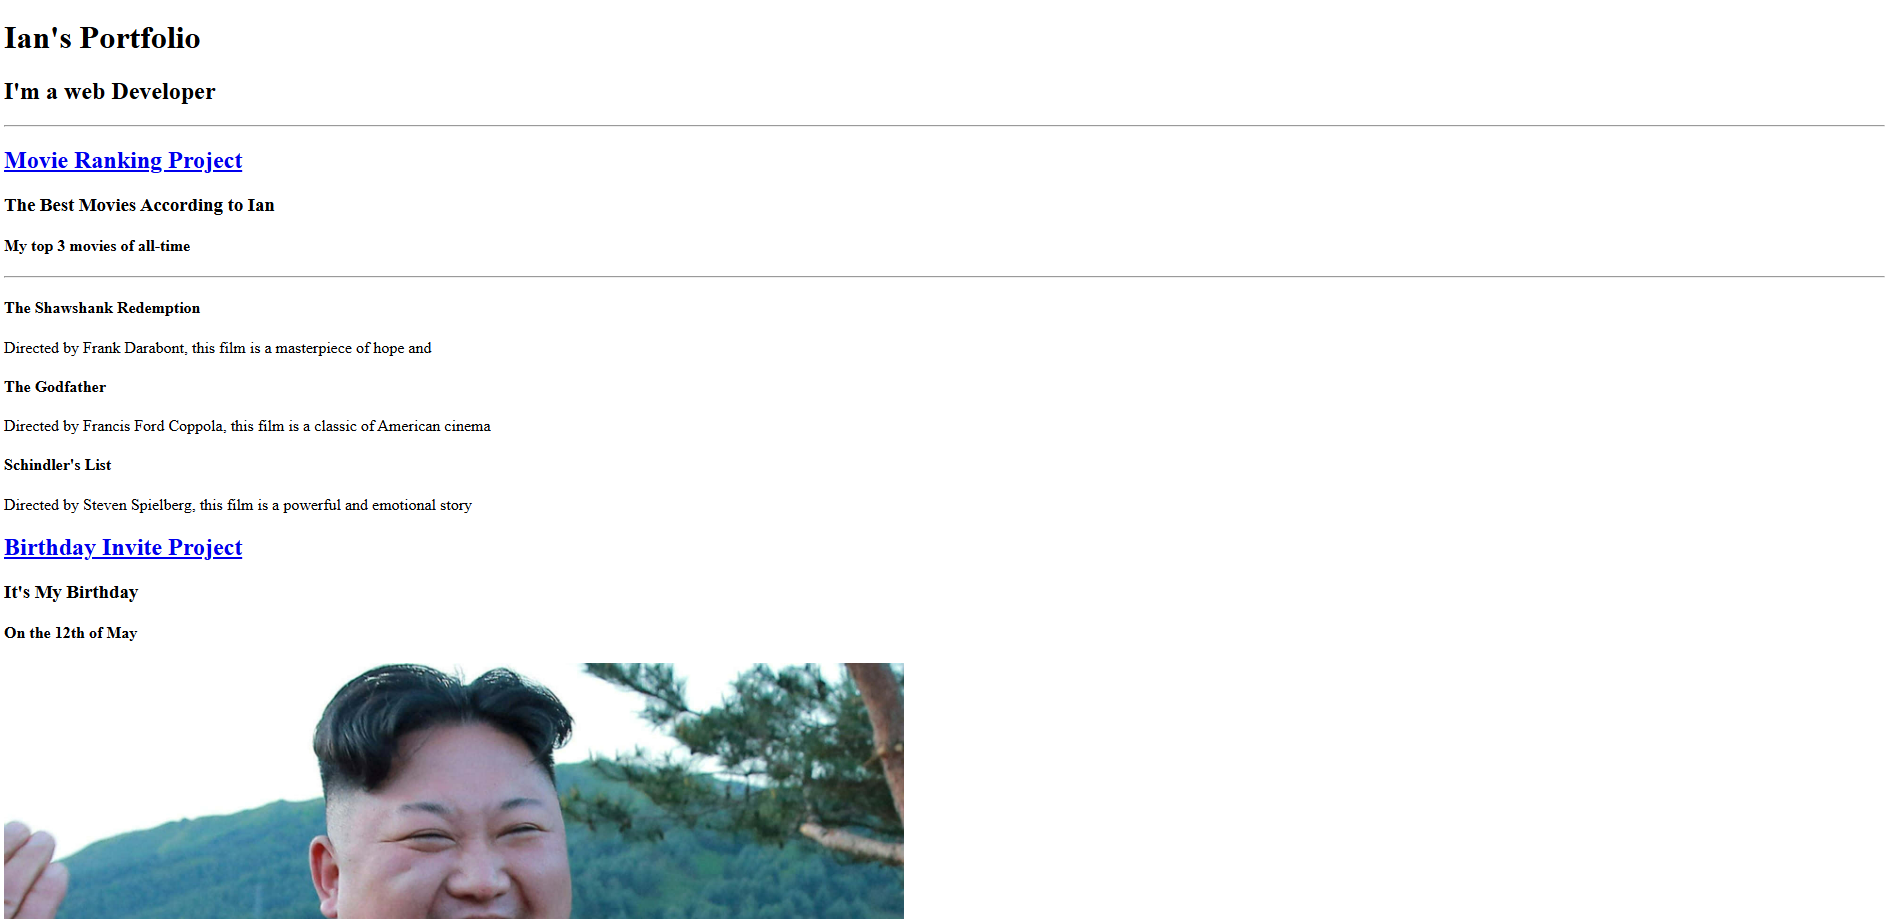 Ian's Portfolio
I'm a web Developer
Movie Ranking Project
The Best Movies According to Ian
My top 3 movies of all-time
The Shawshank Redemption
Directed by Frank Darabont, this film is a masterpiece of hope and
The Godfather
Directed by Francis Ford Coppola, this film is a classic of American cinema
Schindler's List
Directed by Steven Spielberg, this film is a powerful and emotional story
Birthday Invite Project
It's My Birthday
On the 12th of May